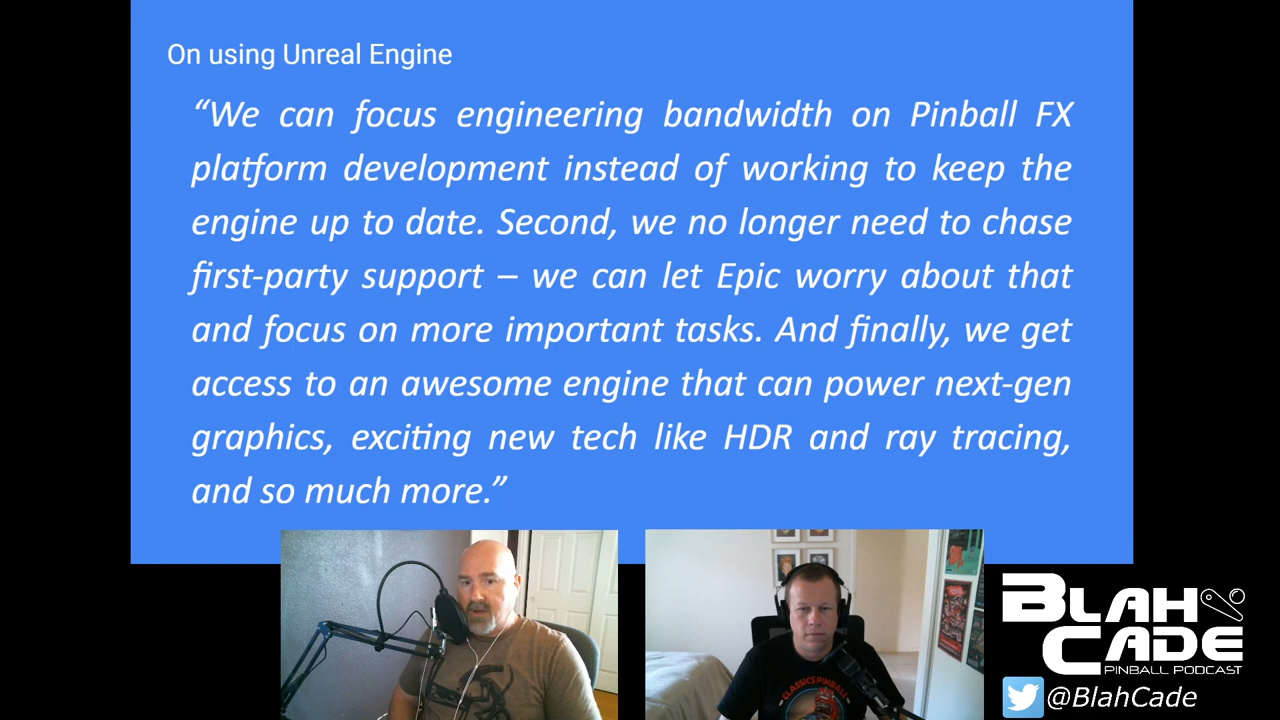 On using Unreal Engine
“We can focus engineering bandwidth on Pinball FX
platform development instead of working to keep the
engine up to date. Second, we no longer need to chase
first-party support – we can let Epic worry about that
and focus on more important tasks. And finally, we get
access to an awesome engine that can power next-gen
graphics, exciting new tech like HDR and ray tracing,
and so much more.”
CLASSICS PINBALL
BLAH
CADE
PINBALL PODCAST
@BlahCade